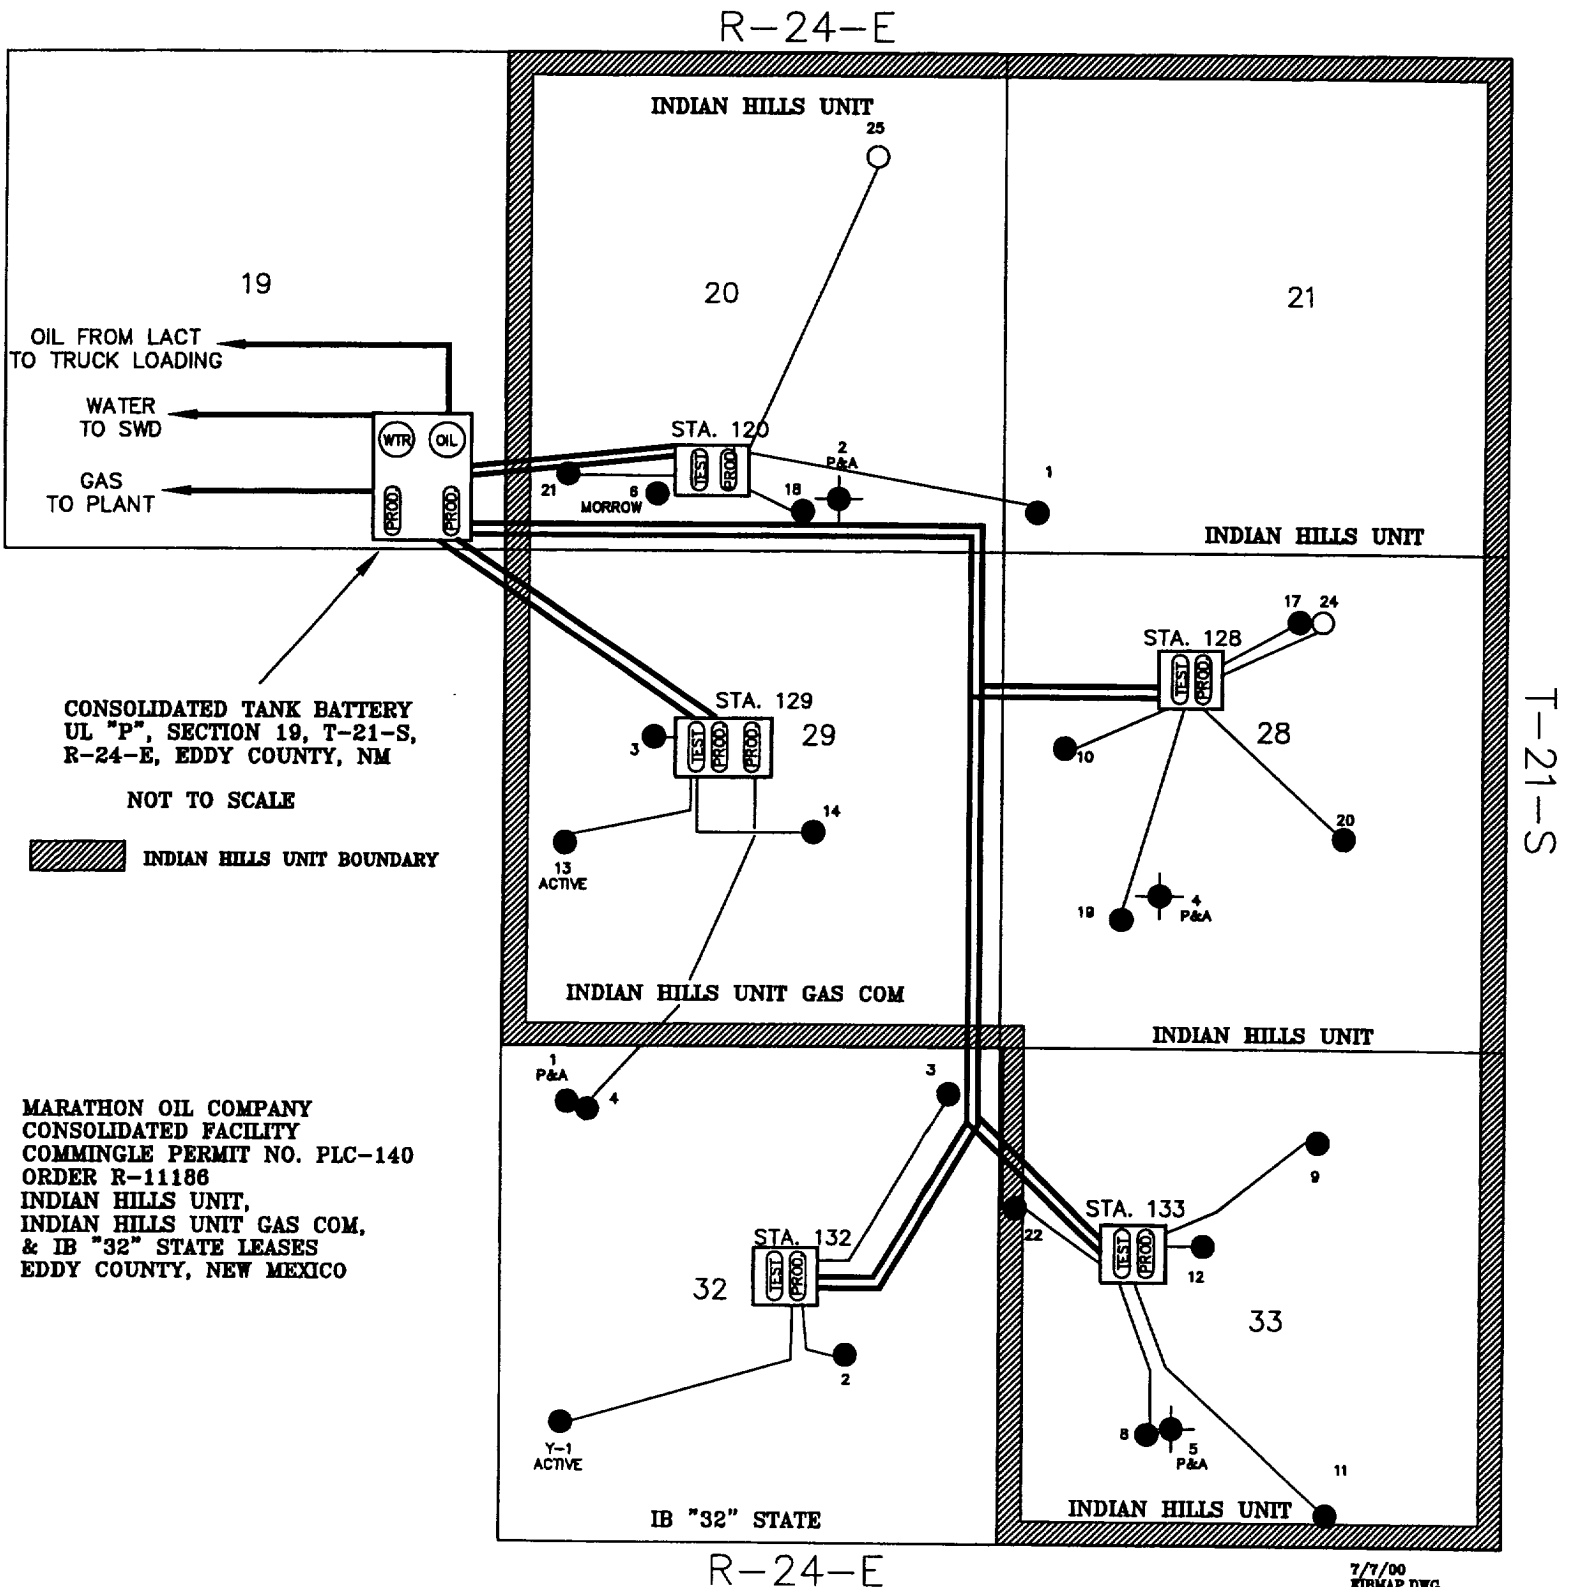 R-24-E
INDIAN HILLS UNIT
25
19
20
21
OIL FROM LACT
TO TRUCK LOADING
WATER
TO SWD
GAS
TO PLANT
WTR
OIL
PROD.
PROD.
STA. 120
TEST
PROD.
21
6
MORROW
18
2
P&A
1
INDIAN HILLS UNIT
17
24
STA. 128
TEST
PROD.
10
28
20
19
4
P&A
T-21-S
CONSOLIDATED TANK BATTERY
UL "P", SECTION 19, T-21-S,
R-24-E, EDDY COUNTY, NM
NOT TO SCALE
INDIAN HILLS UNIT BOUNDARY
STA. 129
29
3
TEST
PROD.
PROD.
14
13
ACTIVE
INDIAN HILLS UNIT GAS COM
INDIAN HILLS UNIT
1
P&A
4
3
MARATHON OIL COMPANY
CONSOLIDATED FACILITY
COMMINGLE PERMIT NO. PLC-140
ORDER R-11186
INDIAN HILLS UNIT,
INDIAN HILLS UNIT GAS COM,
& IB "32" STATE LEASES
EDDY COUNTY, NEW MEXICO
STA. 132
TEST
PROD.
32
2
Y-1
ACTIVE
IB "32" STATE
9
22
STA. 133
TEST
PROD.
12
33
8
5
P&A
11
INDIAN HILLS UNIT
R-24-E
7/7/00